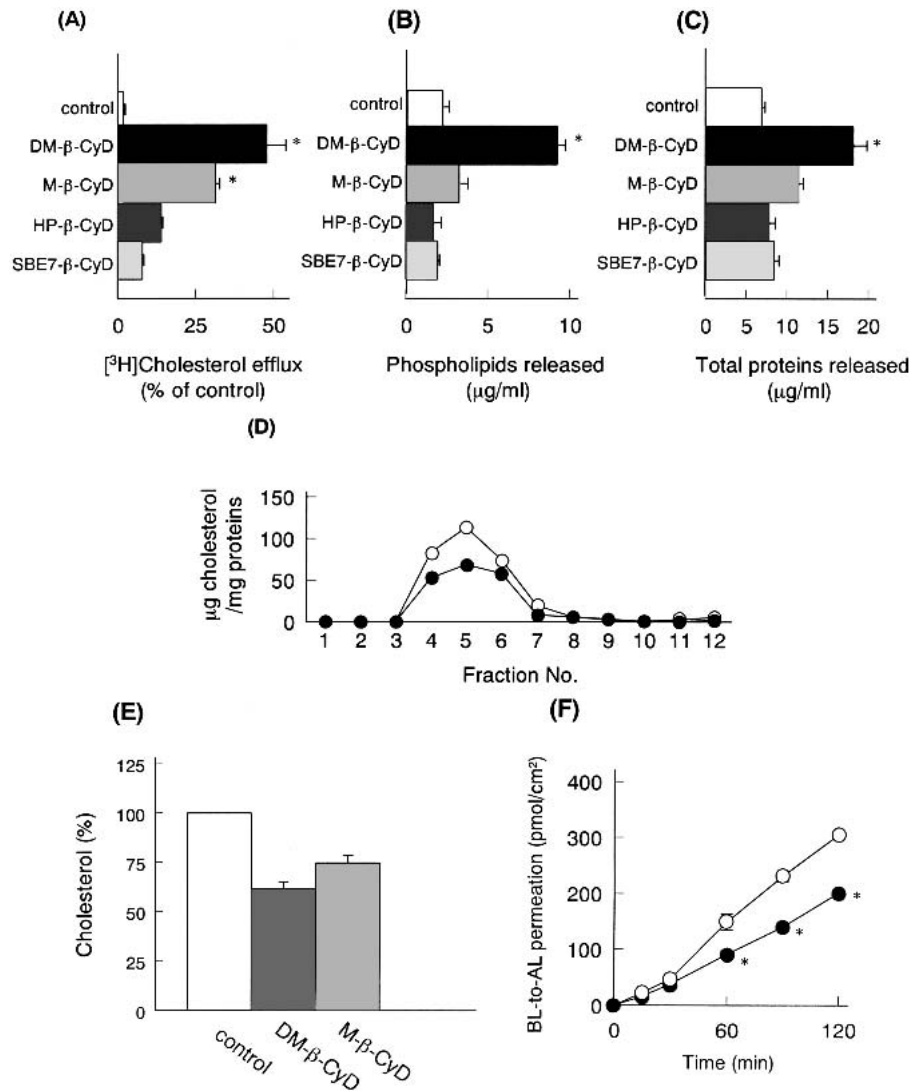 (A)
control
DM-β-CyD
*
M-β-CyD
*
HP-β-CyD
SBE7-β-CyD
0 25 50
[³H]Cholesterol efflux
(% of control)
(B)
control
DM-β-CyD
*
M-β-CyD
HP-β-CyD
SBE7-β-CyD
0 5 10
Phospholipids released
(μg/ml)
(C)
control
DM-β-CyD
*
M-β-CyD
HP-β-CyD
SBE7-β-CyD
0 5 10 15 20
Total proteins released
(μg/ml)
(D)
μg cholesterol
/mg proteins
150
100
50
0
1 2 3 4 5 6 7 8 9 10 11 12
Fraction No.
(E)
Cholesterol (%)
125
100
75
50
25
0
control
DM-β-CyD
M-β-CyD
(F)
BL-to-AL permeation (pmol/cm²)
400
300
200
100
0
*
*
*
0 60 120
Time (min)